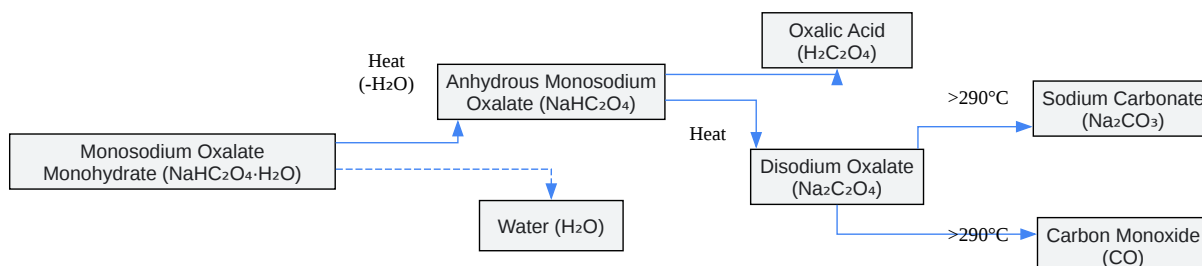 Oxalic Acid
(H₂C₂O₄)
Heat
(-H₂O)
Anhydrous Monosodium
Oxalate (NaHC₂O₄)
>290°C
Sodium Carbonate
(Na₂CO₃)
Heat
Monosodium Oxalate
Monohydrate (NaHC₂O₄·H₂O)
Disodium Oxalate
(Na₂C₂O₄)
Water (H₂O)
>290°C
Carbon Monoxide
(CO)